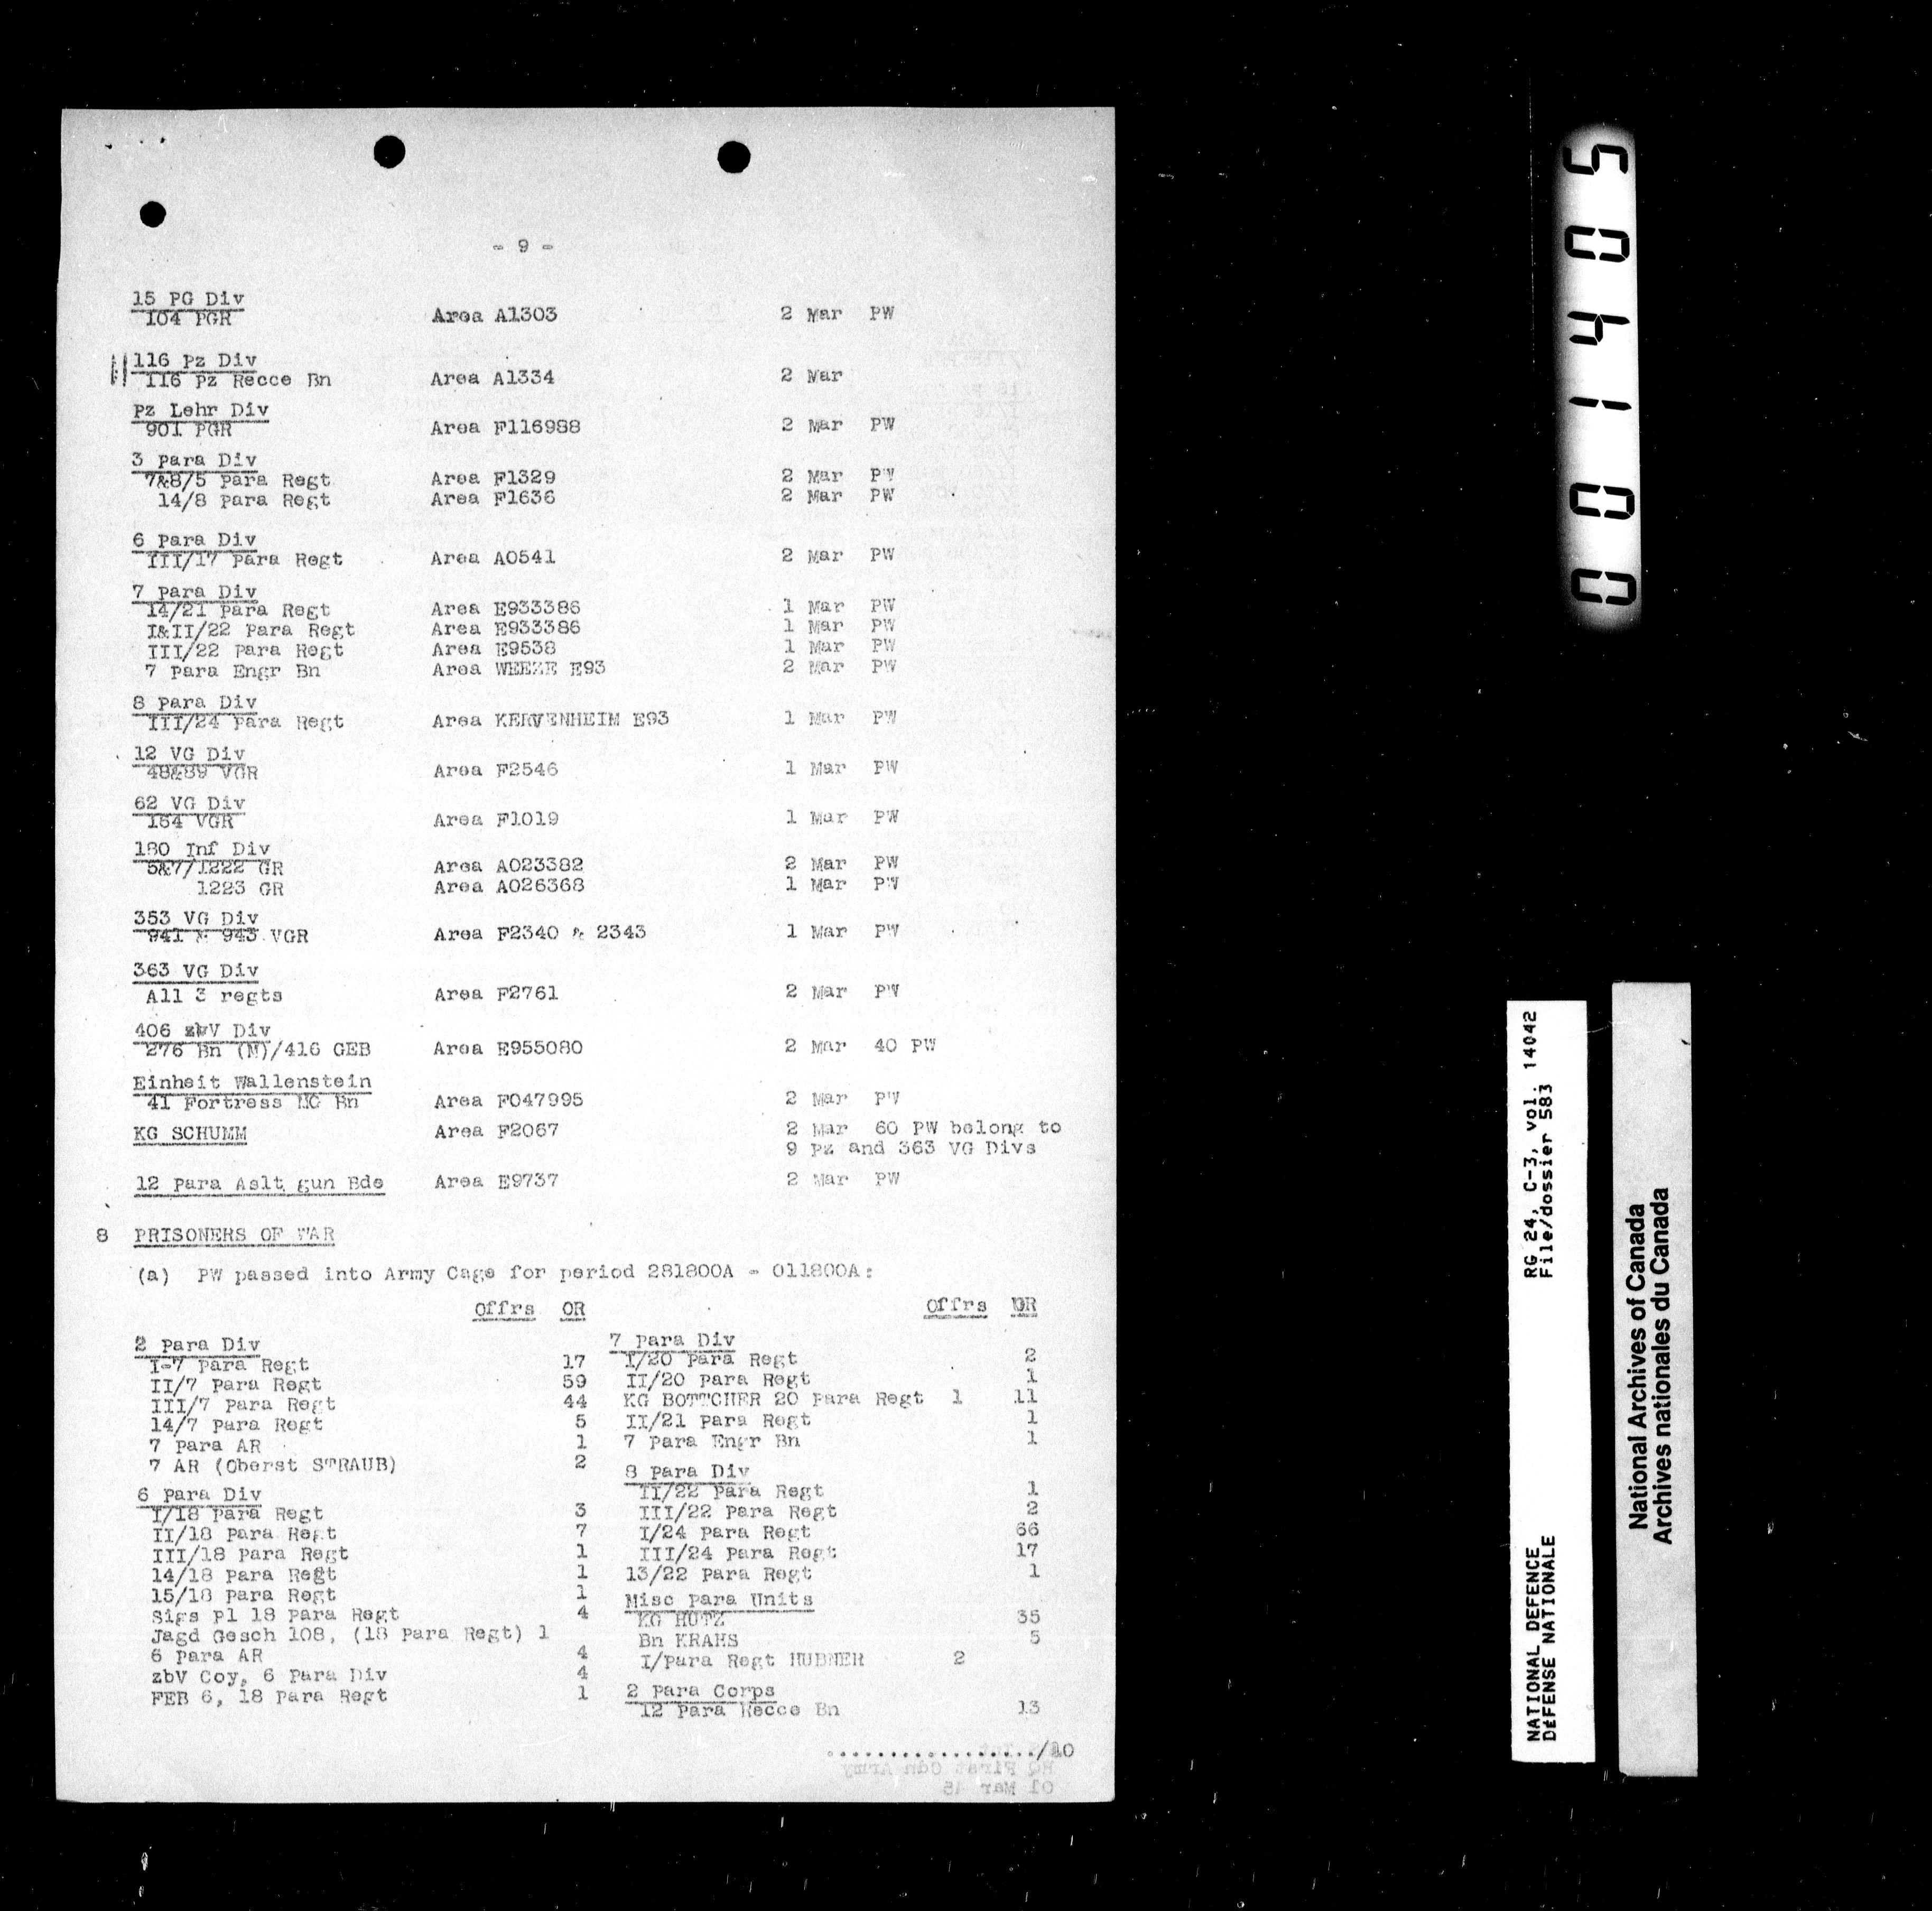 - 9 -
15 PG Div
104 PGR Area A1303 2 Mar PW
116 Pz Div
116 Pz Recce Bn Area A1334 2 Mar
Pz Lehr Div
901 PGR Area F116988 2 Mar PW
3 Para Div
7&8/5 Para Regt Area F1329 2 Mar PW
14/8 Para Regt Area F1636 2 Mar PW
6 Para Div
III/17 Para Regt Area A0541 2 Mar PW
7 Para Div
14/21 Para Regt Area E933386 1 Mar PW
I&II/22 Para Regt Area E933386 1 Mar PW
III/22 Para Regt Area E9538 1 Mar PW
7 Para Engr Bn Area WEEZE E93 2 Mar PW
8 Para Div
III/24 Para Regt Area KERVENHEIM E93 1 Mar PW
12 VG Div
48&89 VGR Area F2546 1 Mar PW
62 VG Div
164 VGR Area F1019 1 Mar PW
180 Inf Div
5&7/1222 GR Area A023382 2 Mar PW
1223 GR Area A026368 1 Mar PW
353 VG Div
941 & 943 VGR Area F2340 & 2343 1 Mar PW
363 VG Div
All 3 regts Area F2761 2 Mar PW
406 zbV Div
276 Bn (M)/416 GEB Area E955080 2 Mar 40 PW
Einheit Wallenstein
41 Fortress MG Bn Area F047995 2 Mar PW
KG SCHUMM Area F2067 2 Mar 60 PW belong to
9 Pz and 363 VG Divs
12 Para Aslt gun Bde Area E9737 2 Mar PW
8 PRISONERS OF WAR
(a) PW passed into Army Cage for period 281800A - 011800A:
Offrs OR Offrs OR
2 Para Div 7 Para Div
I-7 Para Regt 17 I/20 Para Regt 2
II/7 Para Regt 59 II/20 Para Regt 1
III/7 Para Regt 44 KG BOTTCHER 20 Para Regt 1 11
14/7 Para Regt 5 II/21 Para Regt 1
7 Para AR 1 7 Para Engr Bn 1
7 AR (Oberst STRAUB) 2
8 Para Div
6 Para Div II/22 Para Regt 1
I/18 Para Regt 3 III/22 Para Regt 2
II/18 Para Regt 7 I/24 Para Regt 66
III/18 Para Regt 1 III/24 Para Regt 17
14/18 Para Regt 1 13/22 Para Regt 1
15/18 Para Regt 1 Misc Para Units
Sigs Pl 18 Para Regt 4 KG HUTZ 35
Jagd Gesch 108, (18 Para Regt) 1 Bn KRAHS 5
6 Para AR 4 I/Para Regt HUBNER 2
zbV Coy, 6 Para Div 4
FEB 6, 18 Para Regt 1 2 Para Corps
12 Para Recce Bn 13
................./10
HQ First Cdn Army
01 Mar 45
001405
RG 24, C-3, vol. 14042
File/dossier 583
NATIONAL DEFENCE
DÉFENSE NATIONALE
National Archives of Canada
Archives nationales du Canada